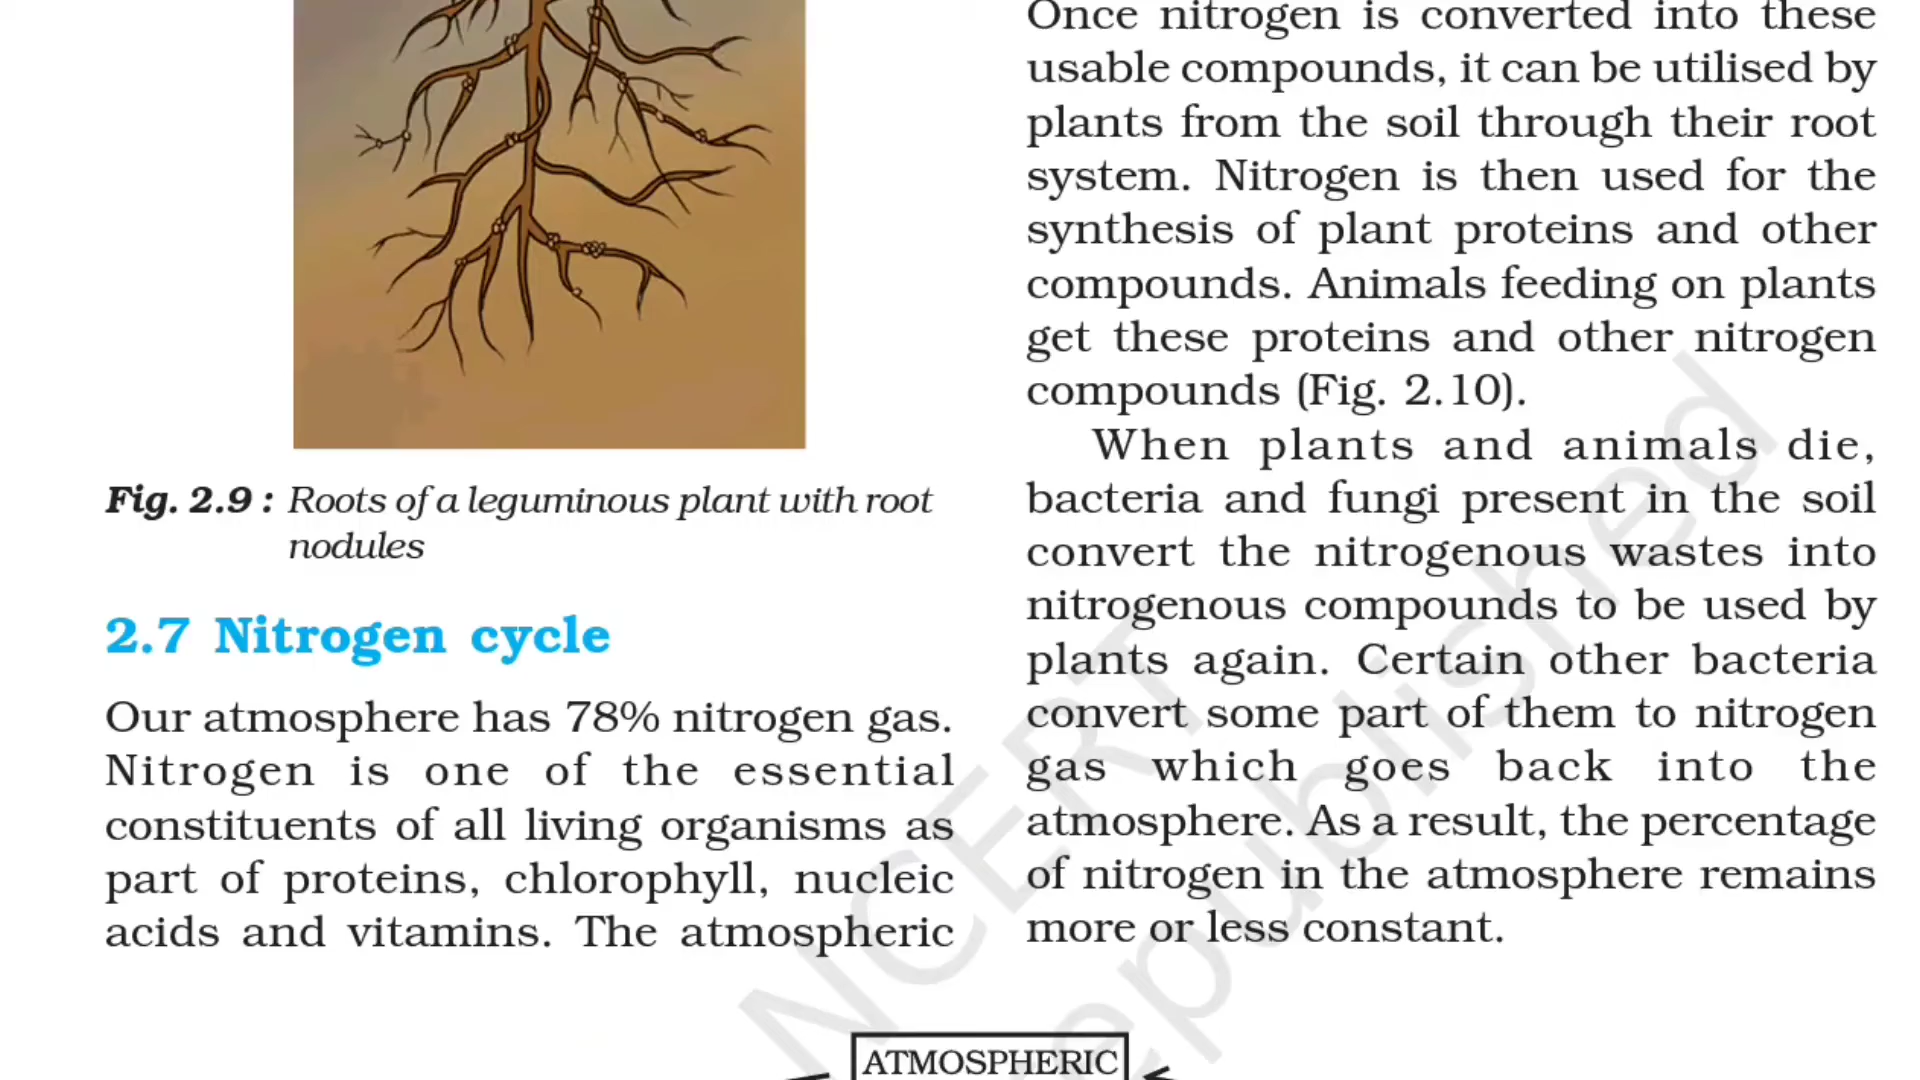 Fig. 2.9 : Roots of a leguminous plant with root
nodules
2.7 Nitrogen cycle
Our atmosphere has 78% nitrogen gas.
Nitrogen is one of the essential
constituents of all living organisms as
part of proteins, chlorophyll, nucleic
acids and vitamins. The atmospheric
Once nitrogen is converted into these
usable compounds, it can be utilised by
plants from the soil through their root
system. Nitrogen is then used for the
synthesis of plant proteins and other
compounds. Animals feeding on plants
get these proteins and other nitrogen
compounds (Fig. 2.10).
When plants and animals die,
bacteria and fungi present in the soil
convert the nitrogenous wastes into
nitrogenous compounds to be used by
plants again. Certain other bacteria
convert some part of them to nitrogen
gas which goes back into the
atmosphere. As a result, the percentage
of nitrogen in the atmosphere remains
more or less constant.
ATMOSPHERIC
NCERT
republished